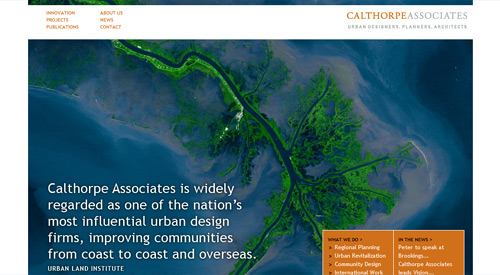 INNOVATION
PROJECTS
PUBLICATIONS
ABOUT US
NEWS
CONTACT
CALTHORPEASSOCIATES
URBAN DESIGNERS, PLANNERS, ARCHITECTS
Calthorpe Associates is widely
regarded as one of the nation's
most influential urban design
firms, improving communities
from coast to coast and overseas.
URBAN LAND INSTITUTE
WHAT WE DO >
> Regional Planning
> Urban Revitalization
> Community Design
> International Work
IN THE NEWS >
Peter to speak at
Brookings...
Calthorpe Associates
leads Vision...